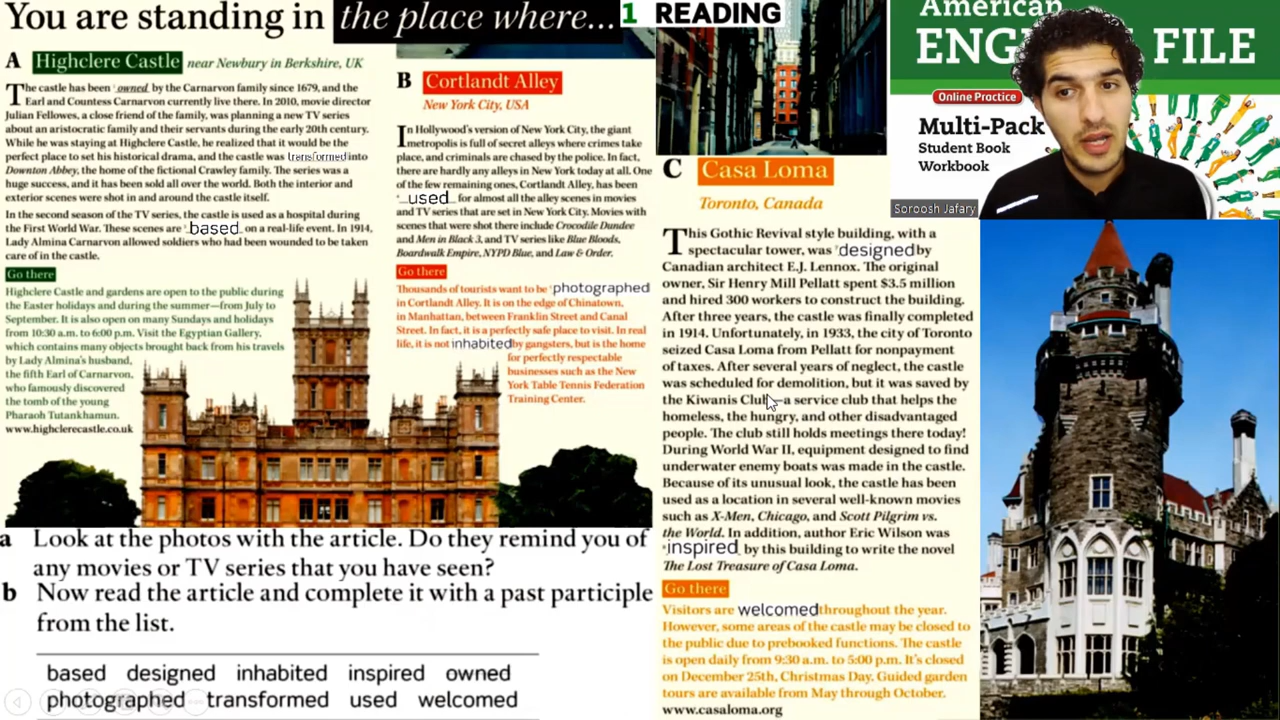 You are standing in the place where...
1 READING
A Highclere Castle near Newbury in Berkshire, UK
The castle has been 1 owned by the Carnarvon family since 1679, and the
Earl and Countess Carnarvon currently live there. In 2010, movie director
Julian Fellowes, a close friend of the family, was planning a new TV series
about an aristocratic family and their servants during the early 20th century.
While he was staying at Highclere Castle, he realized that it would be the
perfect place to set his historical drama, and the castle was transformed into
Downton Abbey, the home of the fictional Crawley family. The series was a
huge success, and it has been sold all over the world. Both the interior and
exterior scenes were shot in and around the castle itself.
In the second season of the TV series, the castle is used as a hospital during
the First World War. These scenes are based on a real-life event. In 1914,
Lady Almina Carnarvon allowed soldiers who had been wounded to be taken
care of in the castle.
Go there
Highclere Castle and gardens are open to the public during
the Easter holidays and during the summer—from July to
September. It is also open on many Sundays and holidays
from 10:30 a.m. to 6:00 p.m. Visit the Egyptian Gallery,
which contains many objects brought back from his travels
by Lady Almina's husband,
the fifth Earl of Carnarvon,
who famously discovered
the tomb of the young
Pharaoh Tutankhamun.
www.highclerecastle.co.uk
B Cortlandt Alley
New York City, USA
In Hollywood's version of New York City, the giant
metropolis is full of secret alleys where crimes take
place, and criminals are chased by the police. In fact,
there are hardly any alleys in New York today at all. One
of the few remaining ones, Cortlandt Alley, has been
used for almost all the alley scenes in movies
and TV series that are set in New York City. Movies with
scenes that were shot there include Crocodile Dundee
and Men in Black 3, and TV series like Blue Bloods,
Boardwalk Empire, NYPD Blue, and Law & Order.
Go there
Thousands of tourists want to be photographed
in Cortlandt Alley. It is on the edge of Chinatown,
in Manhattan, between Franklin Street and Canal
Street. In fact, it is a perfectly safe place to visit. In real
life, it is not inhabited by gangsters, but is the home
for perfectly respectable
businesses such as the New
York Table Tennis Federation
Training Center.
C Casa Loma
Toronto, Canada
This Gothic Revival style building, with a
spectacular tower, was designed by
Canadian architect E.J. Lennox. The original
owner, Sir Henry Mill Pellatt spent $3.5 million
and hired 300 workers to construct the building.
After three years, the castle was finally completed
in 1914. Unfortunately, in 1933, the city of Toronto
seized Casa Loma from Pellatt for nonpayment
of taxes. After several years of neglect, the castle
was scheduled for demolition, but it was saved by
the Kiwanis Club—a service club that helps the
homeless, the hungry, and other disadvantaged
people. The club still holds meetings there today!
During World War II, equipment designed to find
underwater enemy boats was made in the castle.
Because of its unusual look, the castle has been
used as a location in several well-known movies
such as X-Men, Chicago, and Scott Pilgrim vs.
the World. In addition, author Eric Wilson was
inspired by this building to write the novel
The Lost Treasure of Casa Loma.
Go there
Visitors are welcomed throughout the year.
However, some areas of the castle may be closed to
the public due to prebooked functions. The castle
is open daily from 9:30 a.m. to 5:00 p.m. It's closed
on December 25th, Christmas Day. Guided garden
tours are available from May through October.
www.casaloma.org
American
FILE
Online Practice
Multi-Pack
Student Book
Workbook
Soroosh Jafary
a Look at the photos with the article. Do they remind you of
any movies or TV series that you have seen?
b Now read the article and complete it with a past participle
from the list.
based designed inhabited inspired owned
photographed transformed used welcomed